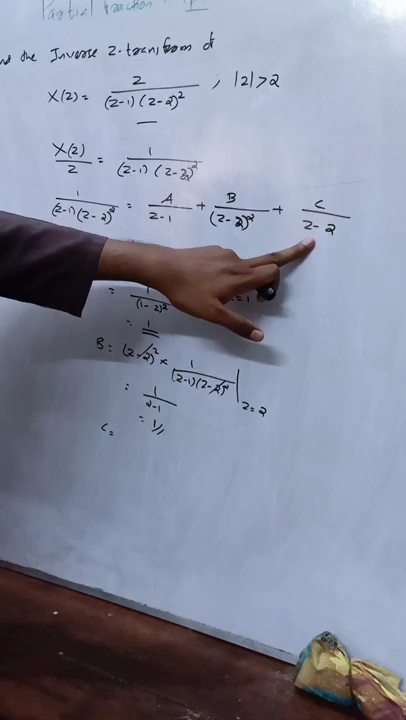 Partial fraction
the Inverse Z-transform of
X(z) = z / (z-1)(z-2)² ; |z|>2
X(z)/z = 1 / (z-1)(z-2)²
1 / (z-1)(z-2)² = A / z-1 + B / (z-2)² + C / z-2
= 1 / (1-2)² = 1
= 1
B = (z-2)² × 1 / (z-1)(z-2)² | z=2
= 1 / 2-1
= 1
C =